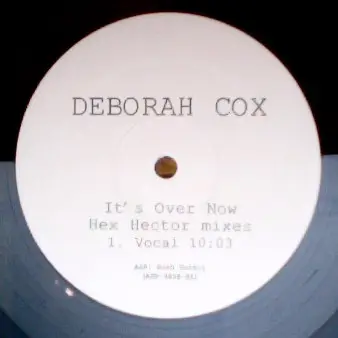 DEBORAH COX
It's Over Now
Hex Hector mixes
1. Vocal 10:03